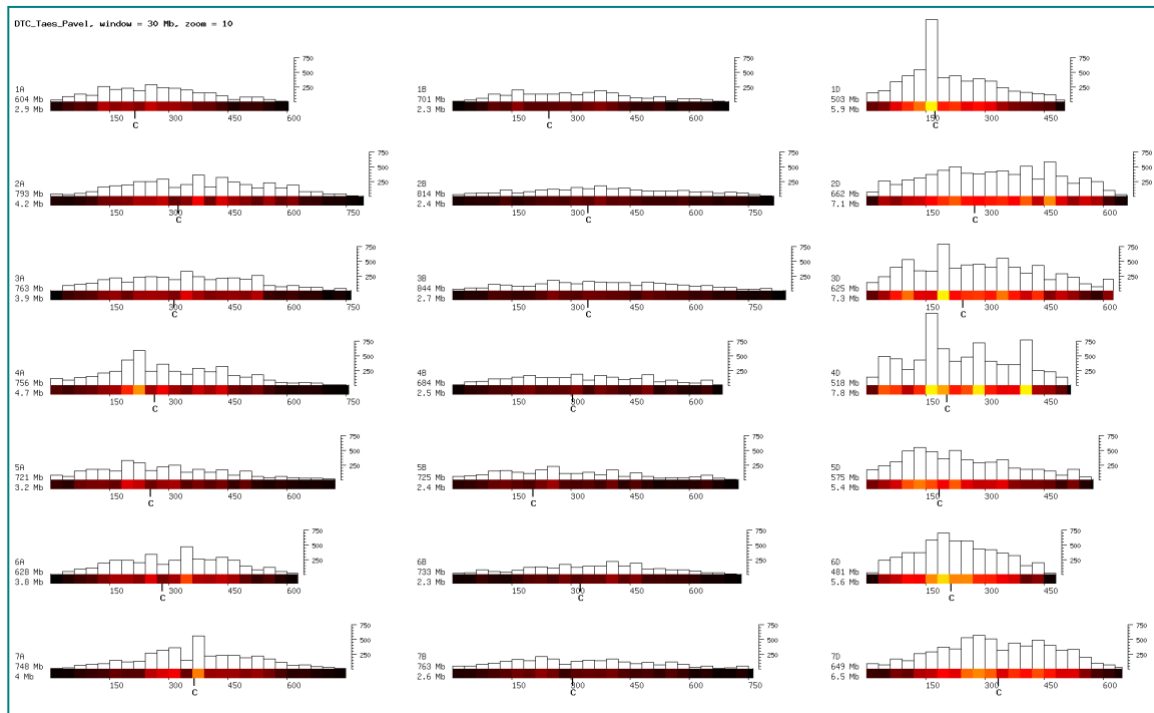 DTC_Taes_Pavel, window = 30 Mb, zoom = 10
750
500
250
1A
604 Mb
2.9 Mb
150 300 450 600
C
750
500
250
1B
701 Mb
2.3 Mb
150 300 450 600
C
750
500
250
1D
503 Mb
5.9 Mb
150 300 450
C
750
500
250
2A
793 Mb
4.2 Mb
150 300 450 600 750
C
750
500
250
2B
814 Mb
2.4 Mb
150 300 450 600 750
C
750
500
250
2D
662 Mb
7.1 Mb
150 300 450 600
C
750
500
250
3A
763 Mb
3.9 Mb
150 300 450 600 750
C
750
500
250
3B
844 Mb
2.7 Mb
150 300 450 600 750
C
750
500
250
3D
625 Mb
7.3 Mb
150 300 450 600
C
750
500
250
4A
756 Mb
4.7 Mb
150 300 450 600 750
C
750
500
250
4B
684 Mb
2.5 Mb
150 300 450 600
C
750
500
250
4D
518 Mb
7.8 Mb
150 300 450
C
750
500
250
5A
721 Mb
3.2 Mb
150 300 450 600
C
750
500
250
5B
725 Mb
2.4 Mb
150 300 450 600
C
750
500
250
5D
575 Mb
5.4 Mb
150 300 450
C
750
500
250
6A
628 Mb
3.8 Mb
150 300 450 600
C
750
500
250
6B
733 Mb
2.3 Mb
150 300 450 600
C
750
500
250
6D
481 Mb
5.6 Mb
150 300 450
C
750
500
250
7A
748 Mb
4 Mb
150 300 450 600
C
750
500
250
7B
763 Mb
2.6 Mb
150 300 450 600 750
C
750
500
250
7D
649 Mb
6.5 Mb
150 300 450 600
C